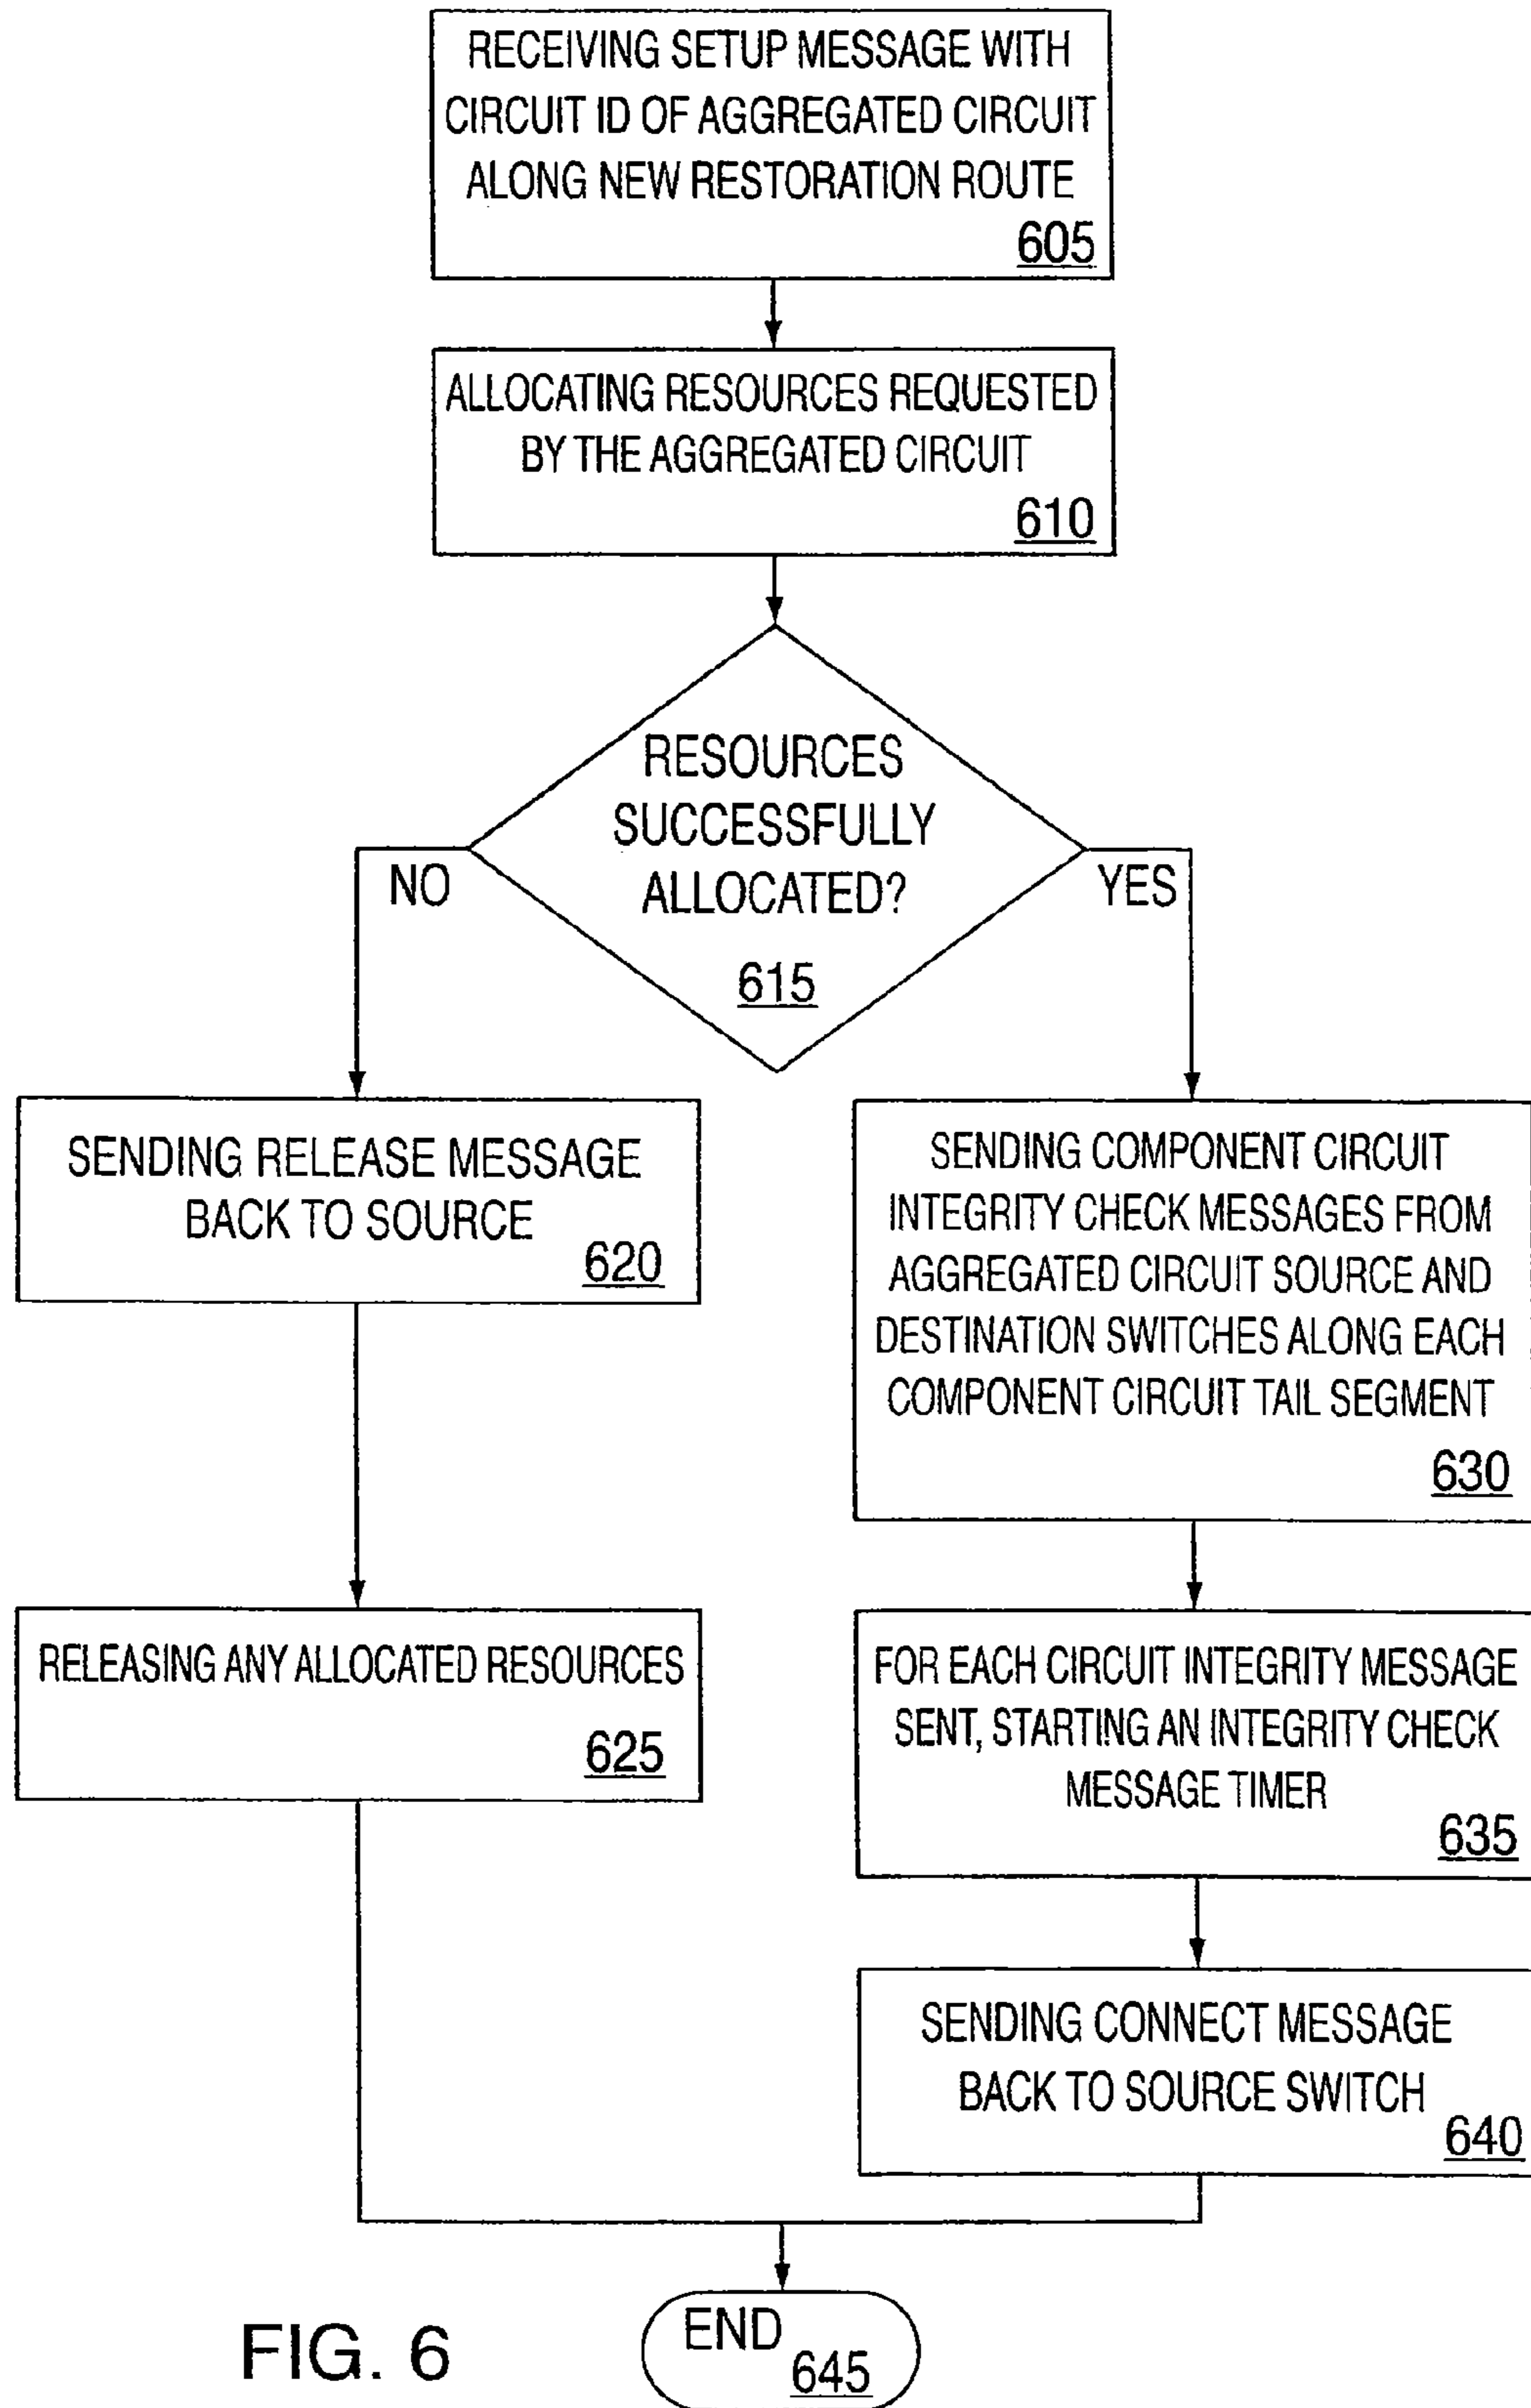 RECEIVING SETUP MESSAGE WITH
CIRCUIT ID OF AGGREGATED CIRCUIT
ALONG NEW RESTORATION ROUTE
605
ALLOCATING RESOURCES REQUESTED
BY THE AGGREGATED CIRCUIT
610
RESOURCES
SUCCESSFULLY
ALLOCATED?
615
NO
YES
SENDING RELEASE MESSAGE
BACK TO SOURCE
620
RELEASING ANY ALLOCATED RESOURCES
625
SENDING COMPONENT CIRCUIT
INTEGRITY CHECK MESSAGES FROM
AGGREGATED CIRCUIT SOURCE AND
DESTINATION SWITCHES ALONG EACH
COMPONENT CIRCUIT TAIL SEGMENT
630
FOR EACH CIRCUIT INTEGRITY MESSAGE
SENT, STARTING AN INTEGRITY CHECK
MESSAGE TIMER
635
SENDING CONNECT MESSAGE
BACK TO SOURCE SWITCH
640
END
645
FIG. 6